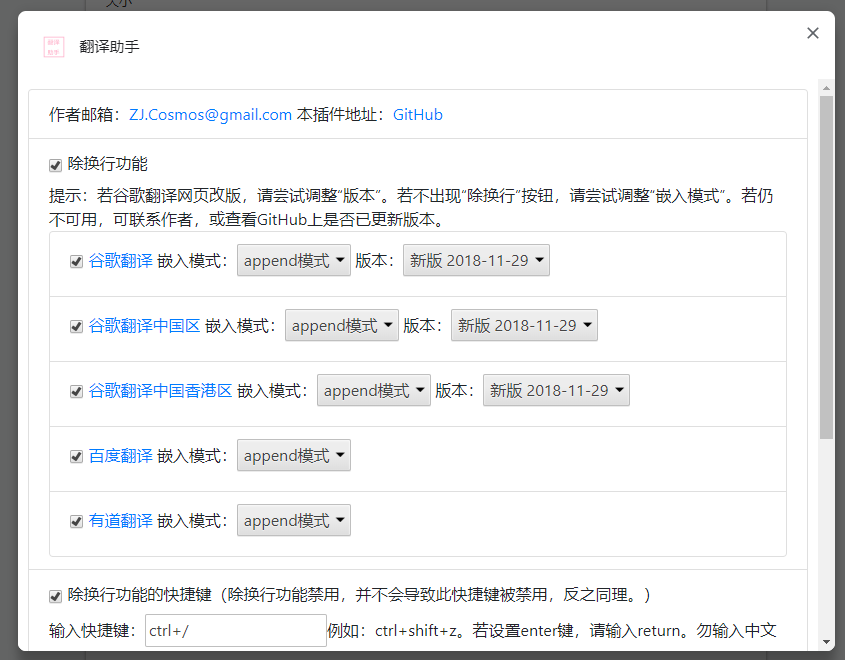 大小
翻译助手
翻译
助手
作者邮箱：ZJ.Cosmos@gmail.com 本插件地址：GitHub
除换行功能
提示：若谷歌翻译网页改版，请尝试调整“版本”。若不出现“除换行”按钮，请尝试调整“嵌入模式”。若仍
不可用，可联系作者，或查看GitHub上是否已更新版本。
谷歌翻译 嵌入模式： append模式 版本： 新版 2018-11-29
谷歌翻译中国区 嵌入模式： append模式 版本： 新版 2018-11-29
谷歌翻译中国香港区 嵌入模式： append模式 版本： 新版 2018-11-29
百度翻译 嵌入模式： append模式
有道翻译 嵌入模式： append模式
除换行功能的快捷键（除换行功能禁用，并不会导致此快捷键被禁用，反之同理。）
输入快捷键： ctrl+/ 例如：ctrl+shift+z。若设置enter键，请输入return。勿输入中文